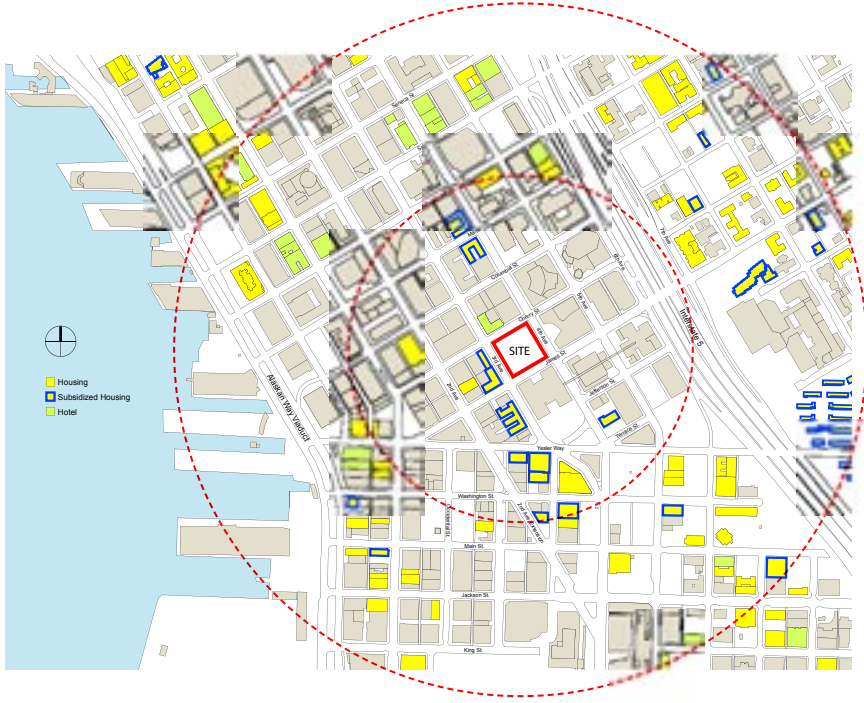 Seneca St.
7th Ave
Columbia St.
5th Ave
Cherry St.
4th Ave
Interstate 5
SITE
James St.
3rd Ave
Housing
Subsidized Housing
Hotel
2nd Ave
Jefferson St.
Alaskan Way Viaduct
Terrace St.
Yesler Way
Washington St.
2nd Ave Extension
Occidental St.
Main St.
Jackson St.
King St.